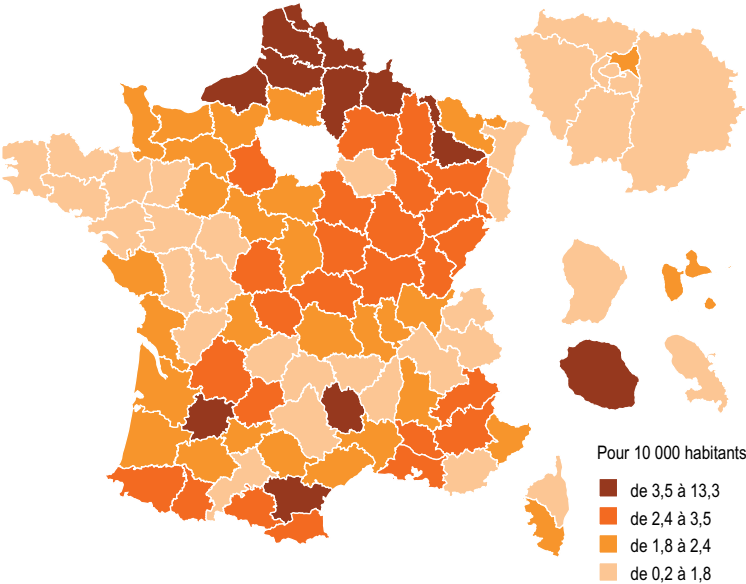 Pour 10 000 habitants
de 3,5 à 13,3
de 2,4 à 3,5
de 1,8 à 2,4
de 0,2 à 1,8